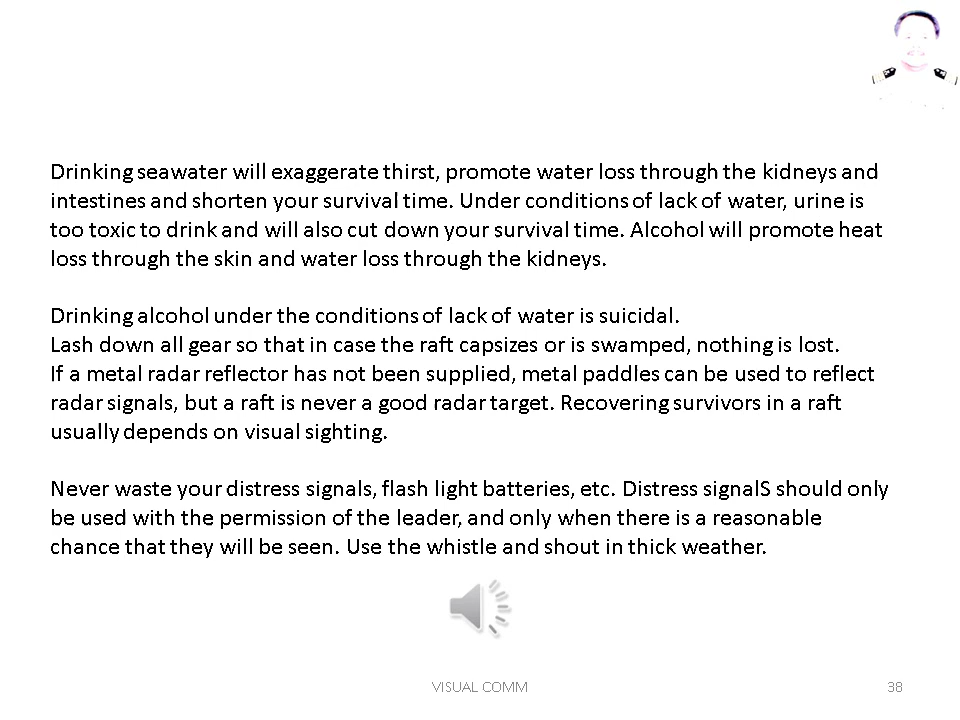 Drinking seawater will exaggerate thirst, promote water loss through the kidneys and
intestines and shorten your survival time. Under conditions of lack of water, urine is
too toxic to drink and will also cut down your survival time. Alcohol will promote heat
loss through the skin and water loss through the kidneys.
Drinking alcohol under the conditions of lack of water is suicidal.
Lash down all gear so that in case the raft capsizes or is swamped, nothing is lost.
If a metal radar reflector has not been supplied, metal paddles can be used to reflect
radar signals, but a raft is never a good radar target. Recovering survivors in a raft
usually depends on visual sighting.
Never waste your distress signals, flash light batteries, etc. Distress signalS should only
be used with the permission of the leader, and only when there is a reasonable
chance that they will be seen. Use the whistle and shout in thick weather.
VISUAL COMM
38